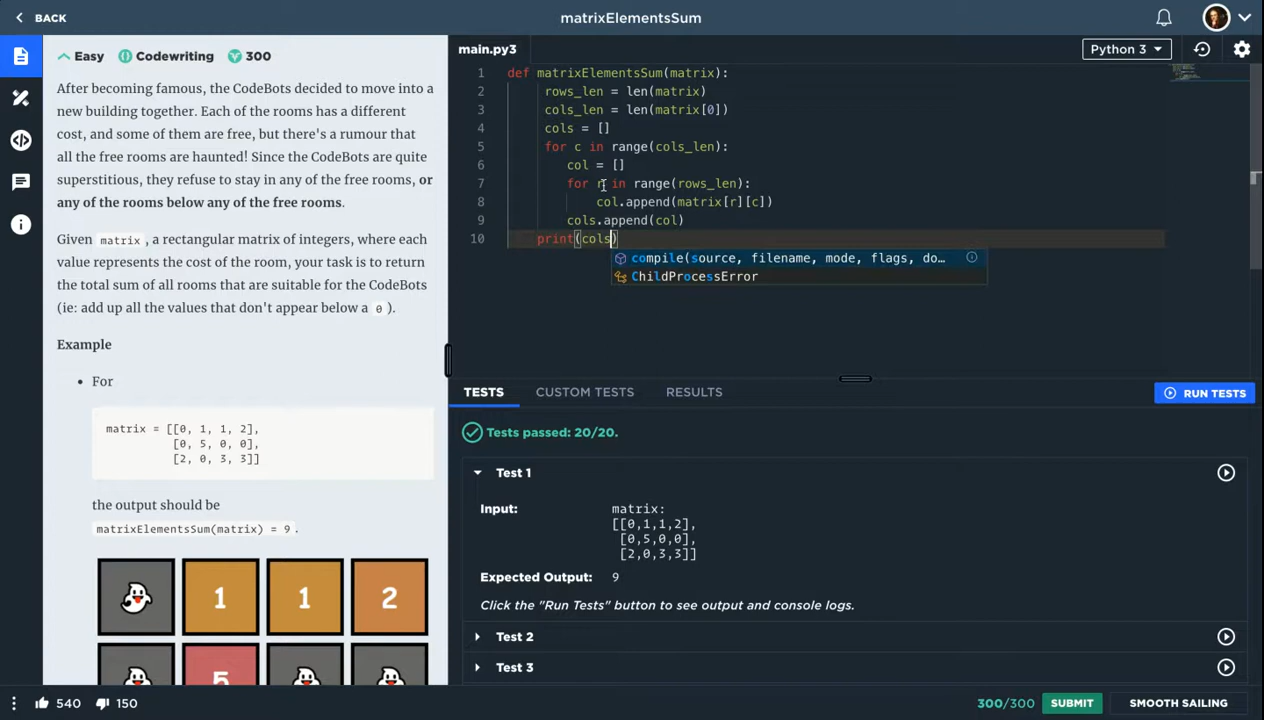 BACK
matrixElementsSum
Easy
Codewriting
300
After becoming famous, the CodeBots decided to move into a
new building together. Each of the rooms has a different
cost, and some of them are free, but there's a rumour that
all the free rooms are haunted! Since the CodeBots are quite
superstitious, they refuse to stay in any of the free rooms, or
any of the rooms below any of the free rooms.
Given matrix, a rectangular matrix of integers, where each
value represents the cost of the room, your task is to return
the total sum of all rooms that are suitable for the CodeBots
(ie: add up all the values that don't appear below a 0).
Example
• For
matrix = [[0, 1, 1, 2],
[0, 5, 0, 0],
[2, 0, 3, 3]]
the output should be
matrixElementsSum(matrix) = 9.
1
1
2
5
main.py3
Python 3
1 def matrixElementsSum(matrix):
2 rows_len = len(matrix)
3 cols_len = len(matrix[0])
4 cols = []
5 for c in range(cols_len):
6 col = []
7 for r in range(rows_len):
8 col.append(matrix[r][c])
9 cols.append(col)
10 print(cols)
compile(source, filename, mode, flags, do…
ChildProcessError
TESTS
CUSTOM TESTS
RESULTS
RUN TESTS
Tests passed: 20/20.
Test 1
Input:
matrix:
[[0,1,1,2],
[0,5,0,0],
[2,0,3,3]]
Expected Output:
9
Click the "Run Tests" button to see output and console logs.
Test 2
Test 3
540
150
300/300
SUBMIT
SMOOTH SAILING